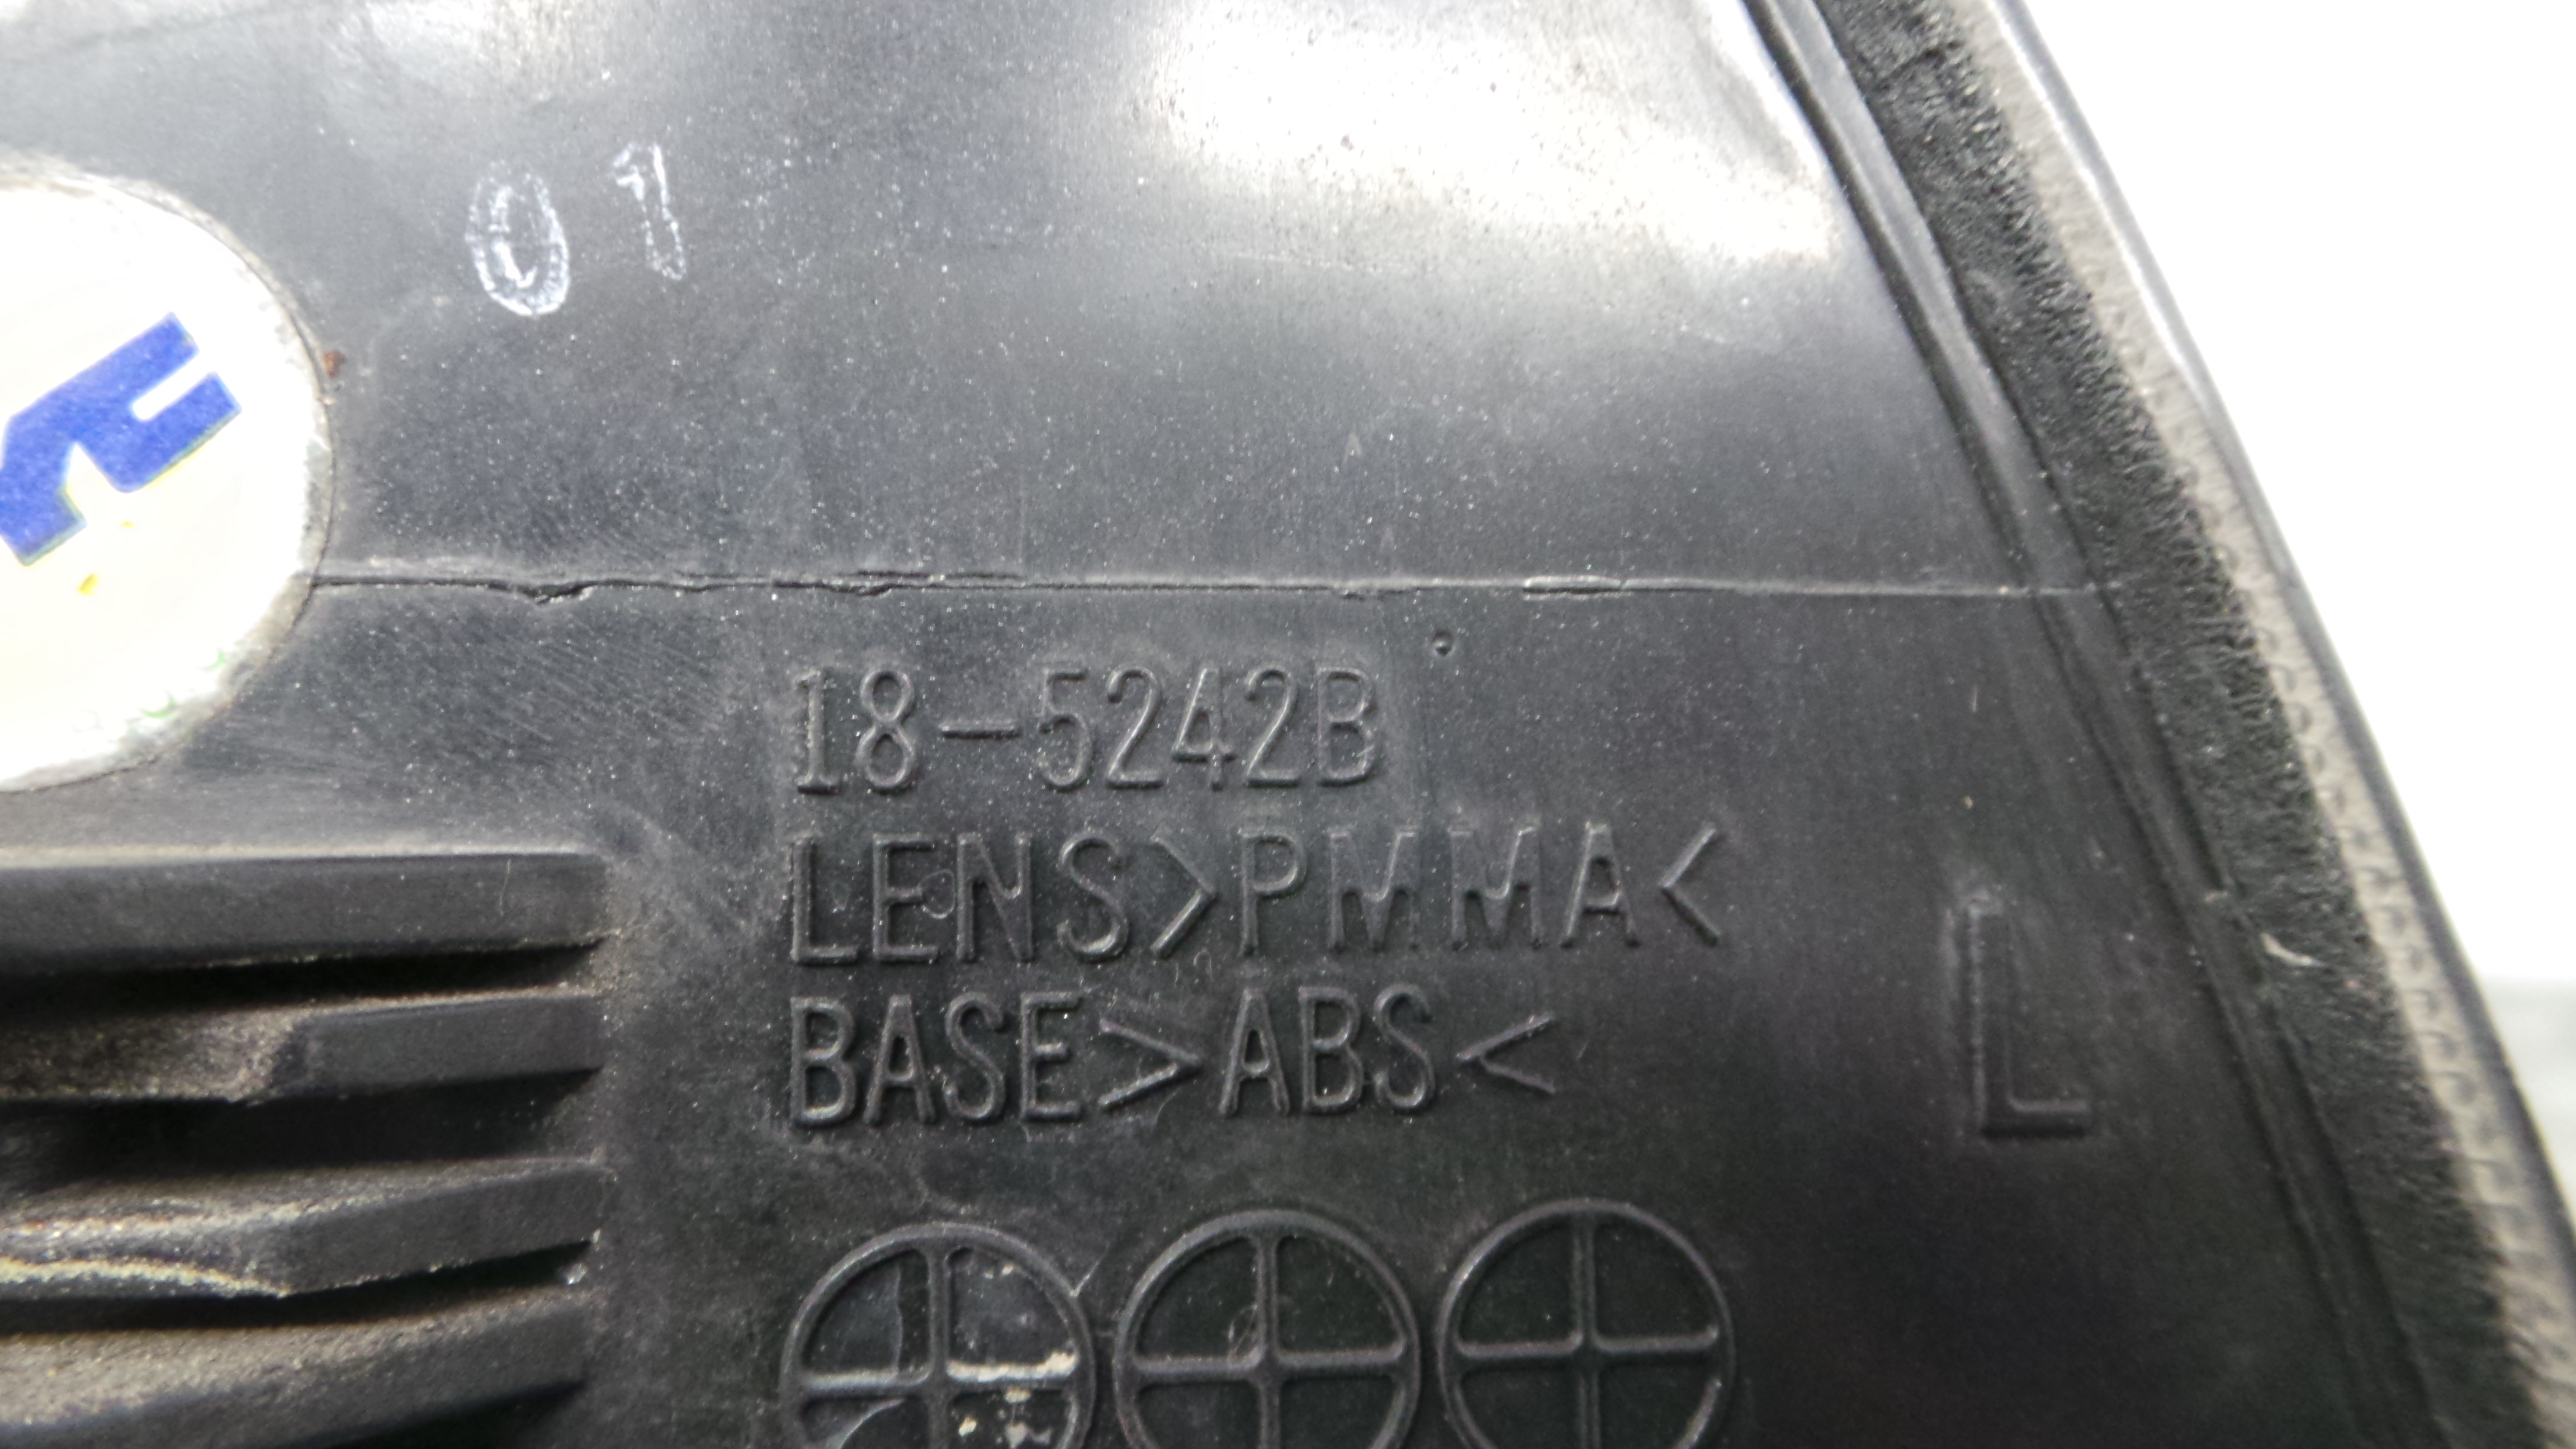 01
18-5242B
LENS>PMMA<
BASE>ABS<
L